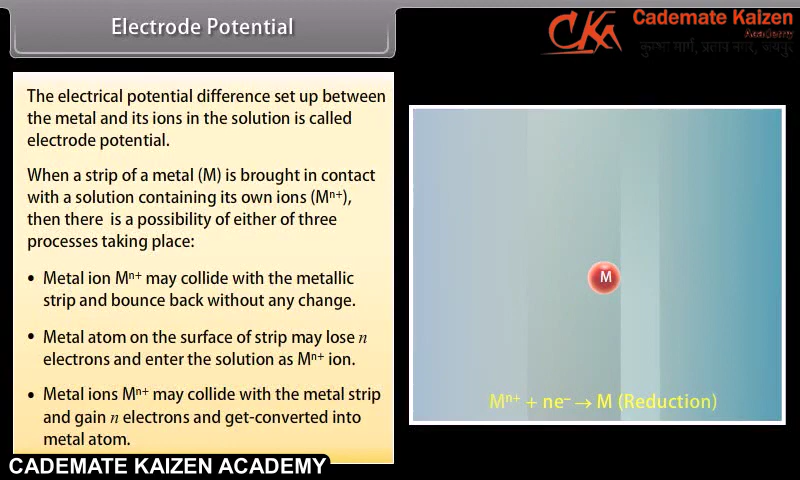 Electrode Potential
Cademate Kaizen
Academy
CKA
कुम्भा मार्ग, प्रताप नगर, जयपुर
The electrical potential difference set up between
the metal and its ions in the solution is called
electrode potential.
When a strip of a metal (M) is brought in contact
with a solution containing its own ions (Mⁿ⁺),
then there is a possibility of either of three
processes taking place:
• Metal ion Mⁿ⁺ may collide with the metallic
strip and bounce back without any change.
• Metal atom on the surface of strip may lose n
electrons and enter the solution as Mⁿ⁺ ion.
• Metal ions Mⁿ⁺ may collide with the metal strip
and gain n electrons and get-converted into
metal atom.
M
Mⁿ⁺ + ne⁻ → M (Reduction)
CADEMATE KAIZEN ACADEMY